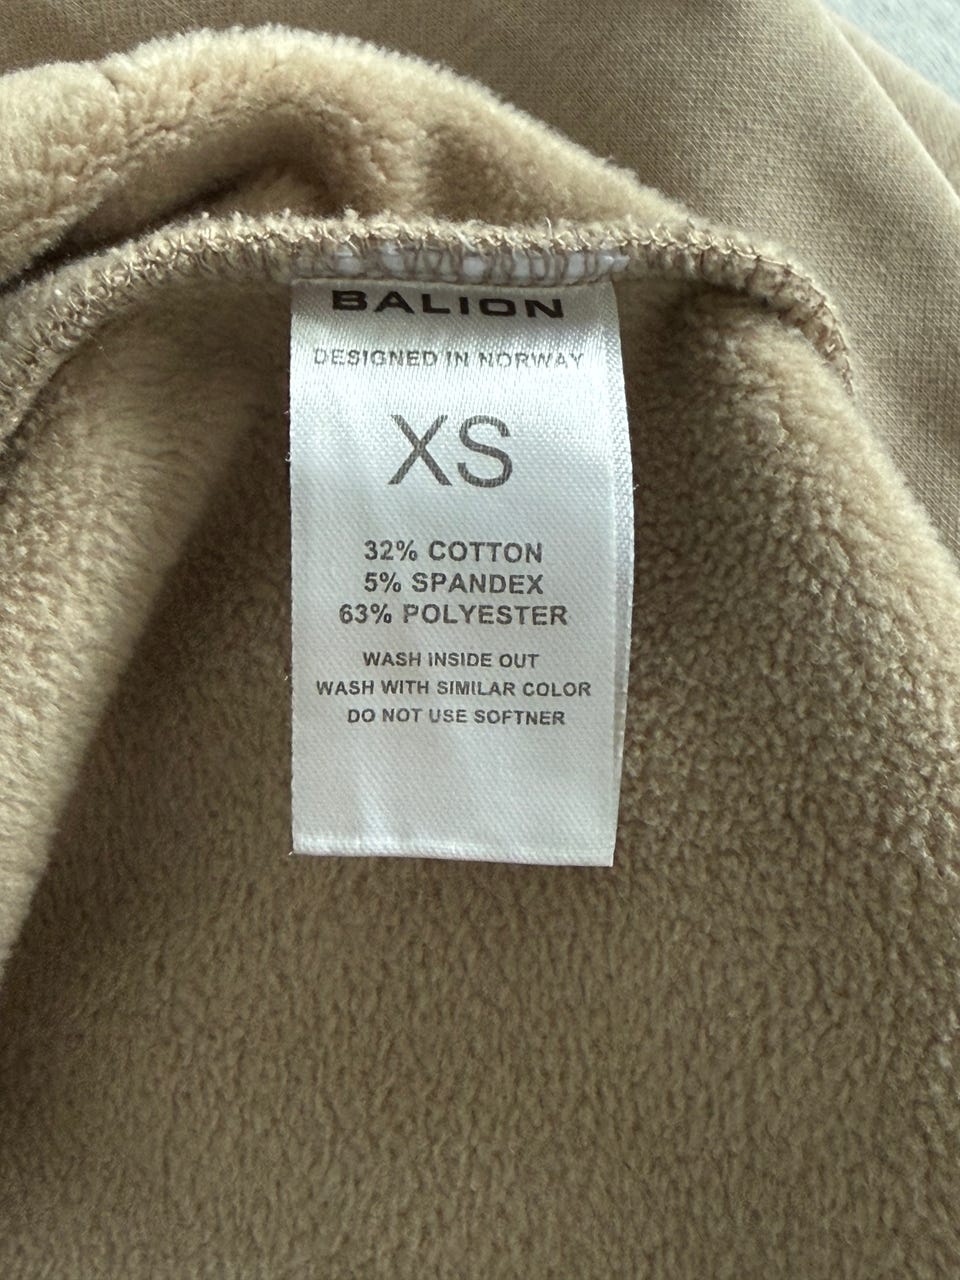 BALION
DESIGNED IN NORWAY
XS
32% COTTON
5% SPANDEX
63% POLYESTER
WASH INSIDE OUT
WASH WITH SIMILAR COLOR
DO NOT USE SOFTNER